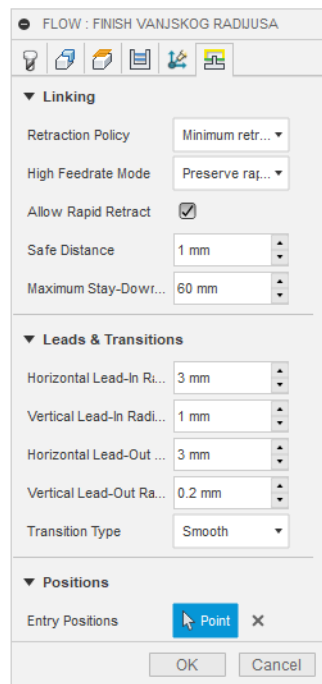 FLOW : FINISH VANJSKOG RADIJUSA
Linking
Retraction Policy Minimum retr...
High Feedrate Mode Preserve rap...
Allow Rapid Retract
Safe Distance 1 mm
Maximum Stay-Down... 60 mm
Leads & Transitions
Horizontal Lead-In Ra... 3 mm
Vertical Lead-In Radi... 1 mm
Horizontal Lead-Out ... 3 mm
Vertical Lead-Out Ra... 0.2 mm
Transition Type Smooth
Positions
Entry Positions Point
OK Cancel